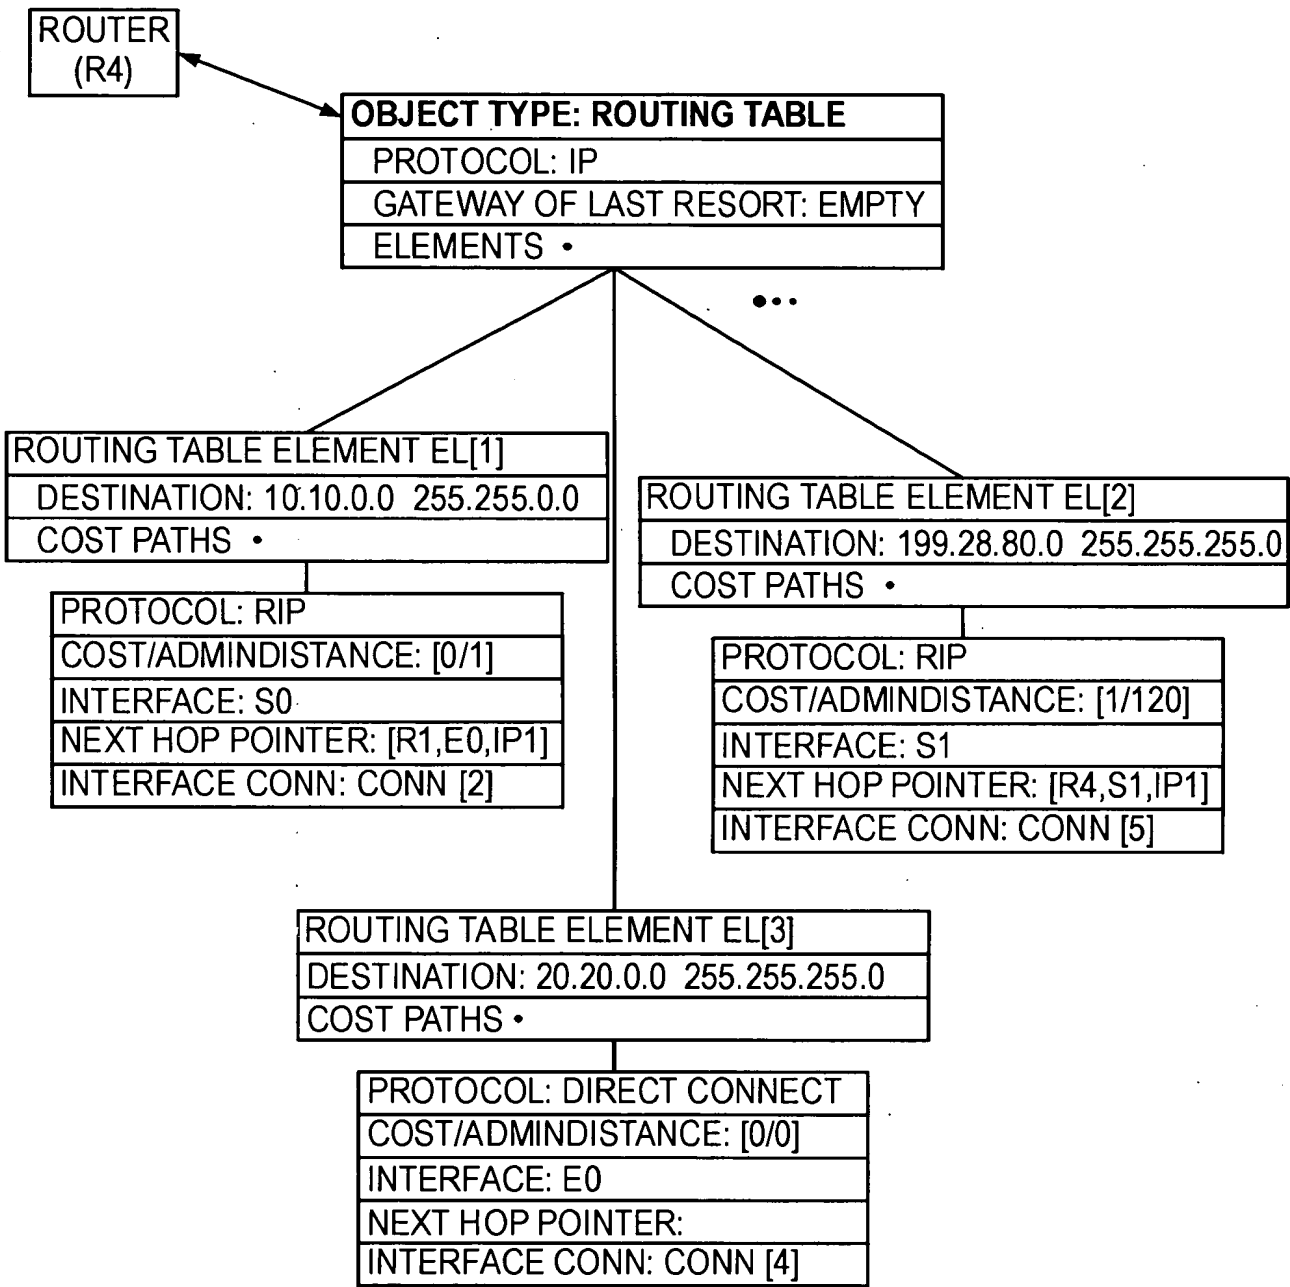 ROUTER
(R4)
OBJECT TYPE: ROUTING TABLE
PROTOCOL: IP
GATEWAY OF LAST RESORT: EMPTY
ELEMENTS •
ROUTING TABLE ELEMENT EL[1]
DESTINATION: 10.10.0.0 255.255.0.0
COST PATHS •
PROTOCOL: RIP
COST/ADMINDISTANCE: [0/1]
INTERFACE: S0
NEXT HOP POINTER: [R1,E0,IP1]
INTERFACE CONN: CONN [2]
ROUTING TABLE ELEMENT EL[2]
DESTINATION: 199.28.80.0 255.255.255.0
COST PATHS •
PROTOCOL: RIP
COST/ADMINDISTANCE: [1/120]
INTERFACE: S1
NEXT HOP POINTER: [R4,S1,IP1]
INTERFACE CONN: CONN [5]
ROUTING TABLE ELEMENT EL[3]
DESTINATION: 20.20.0.0 255.255.255.0
COST PATHS •
PROTOCOL: DIRECT CONNECT
COST/ADMINDISTANCE: [0/0]
INTERFACE: E0
NEXT HOP POINTER:
INTERFACE CONN: CONN [4]